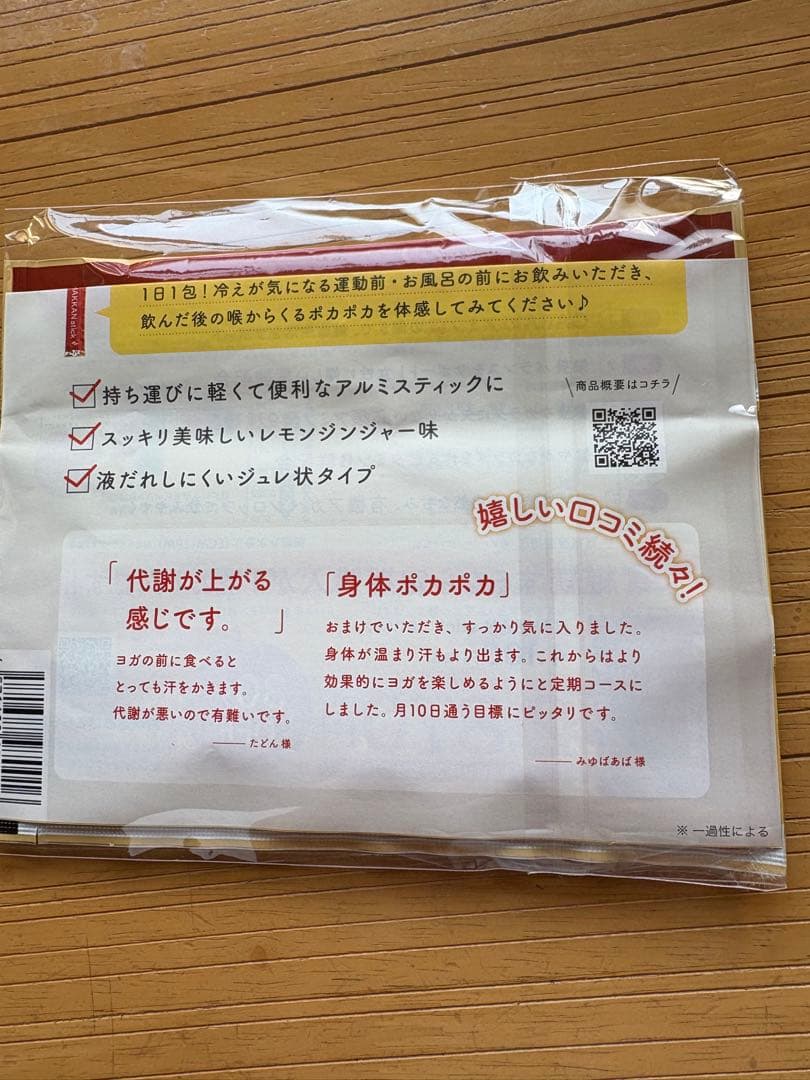 HAKKAN stick
1日1包！冷えが気になる運動前・お風呂の前にお飲みいただき、
飲んだ後の喉からくるポカポカを体感してみてください♪
持ち運びに軽くて便利なアルミスティックに
スッキリ美味しいレモンジンジャー味
液だれしにくいジュレ状タイプ
\商品概要はコチラ/
嬉しい口コミ続々！
「代謝が上がる
感じです。」
ヨガの前に食べると
とっても汗をかきます。
代謝が悪いので有難いです。
、 ―― たどん 様
「身体ポカポカ」
おまけでいただき、すっかり気に入りました。
身体が温まり汗もより出ます。これからはより
効果的にヨガを楽しめるようにと定期コースに
しました。月10日通う目標にピッタリです。
―― みゆばあば 様
※ 一過性による